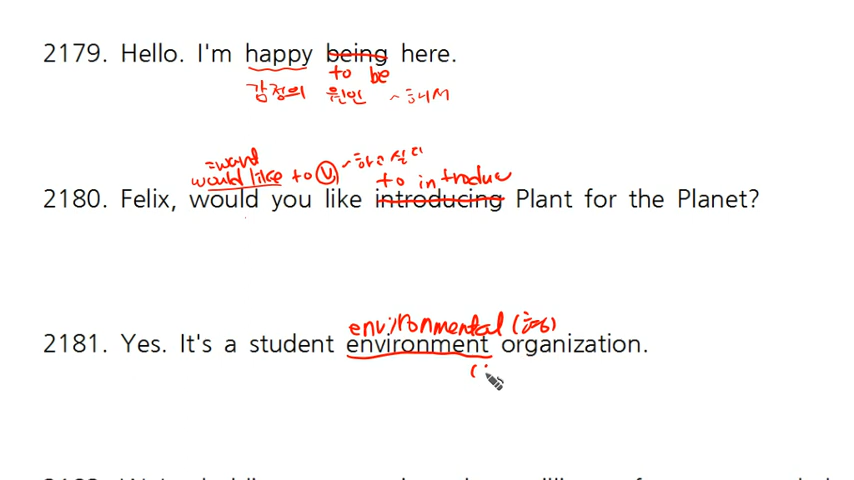 2179. Hello. I'm happy being here.
to be
감정의 원인 ~해서
=want
would like to V ~하고 싶다
to introduc
2180. Felix, would you like introducing Plant for the Planet?
environmental (형)
2181. Yes. It's a student environment organization.
(